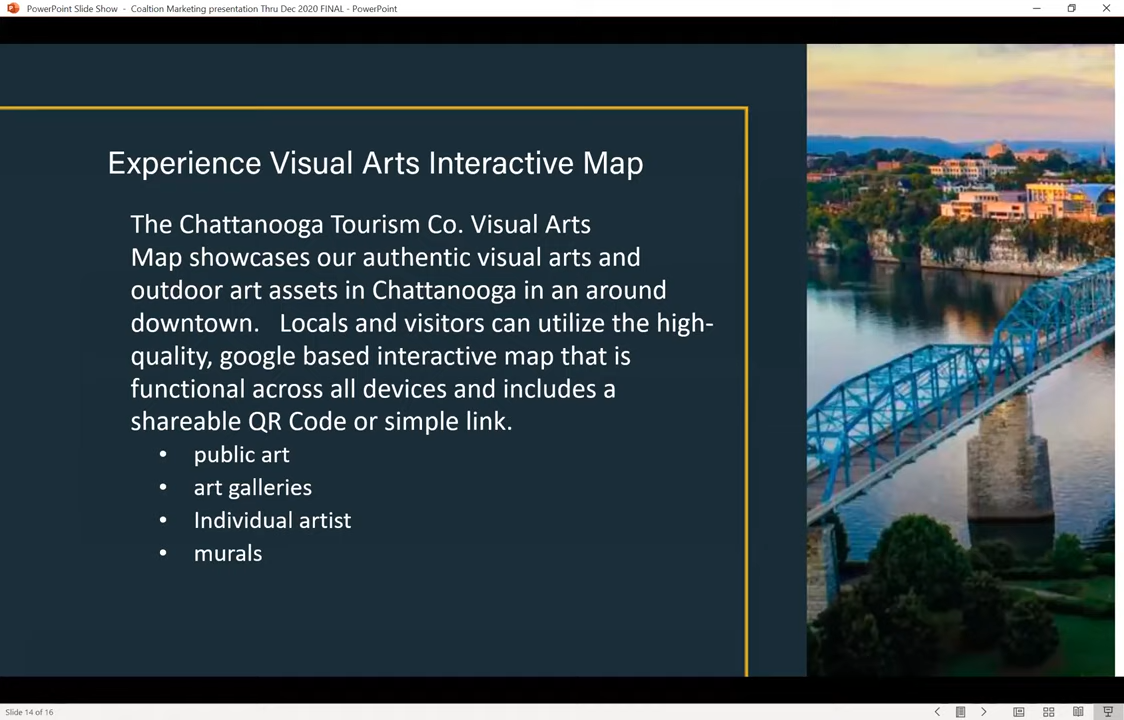 PowerPoint Slide Show - Coaltion Marketing presentation Thru Dec 2020 FINAL - PowerPoint
Experience Visual Arts Interactive Map
The Chattanooga Tourism Co. Visual Arts
Map showcases our authentic visual arts and
outdoor art assets in Chattanooga in an around
downtown. Locals and visitors can utilize the high-
quality, google based interactive map that is
functional across all devices and includes a
shareable QR Code or simple link.
• public art
• art galleries
• Individual artist
• murals
Slide 14 of 16